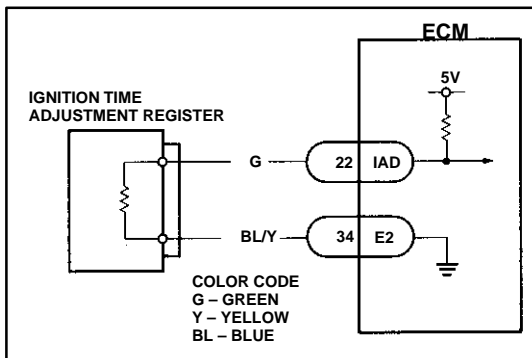 ECM
5V
IGNITION TIME
ADJUSTMENT REGISTER
G
22
IAD
BL/Y
34
E2
COLOR CODE
G – GREEN
Y – YELLOW
BL – BLUE